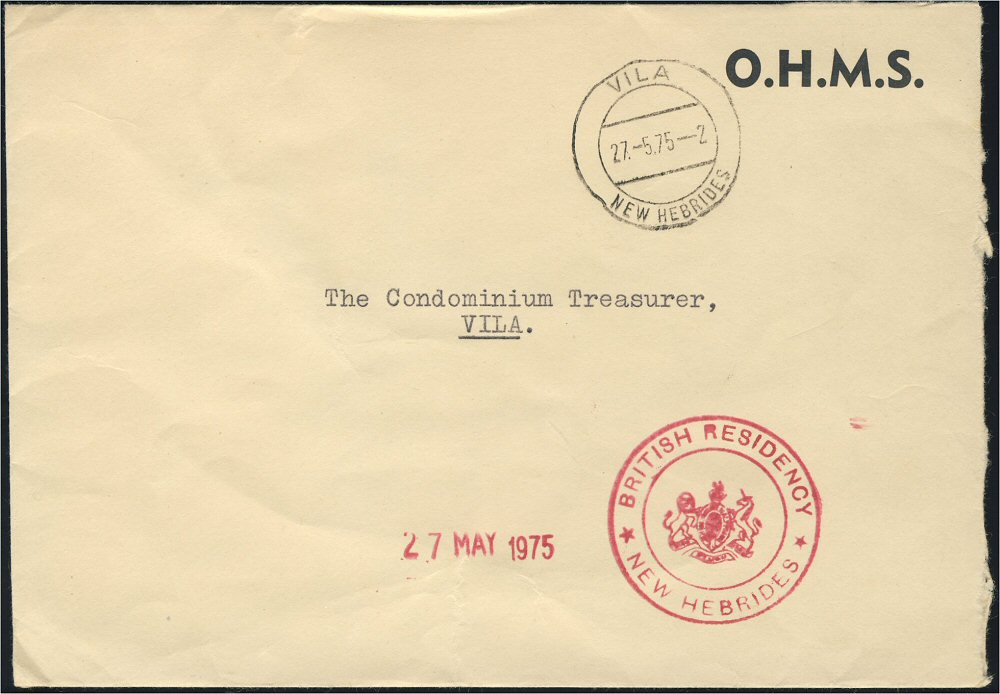 O.H.M.S.
VILA
27.-5.75-2
NEW HEBRIDES
The Condominium Treasurer,
VILA.
27 MAY 1975
BRITISH RESIDENCY
NEW HEBRIDES